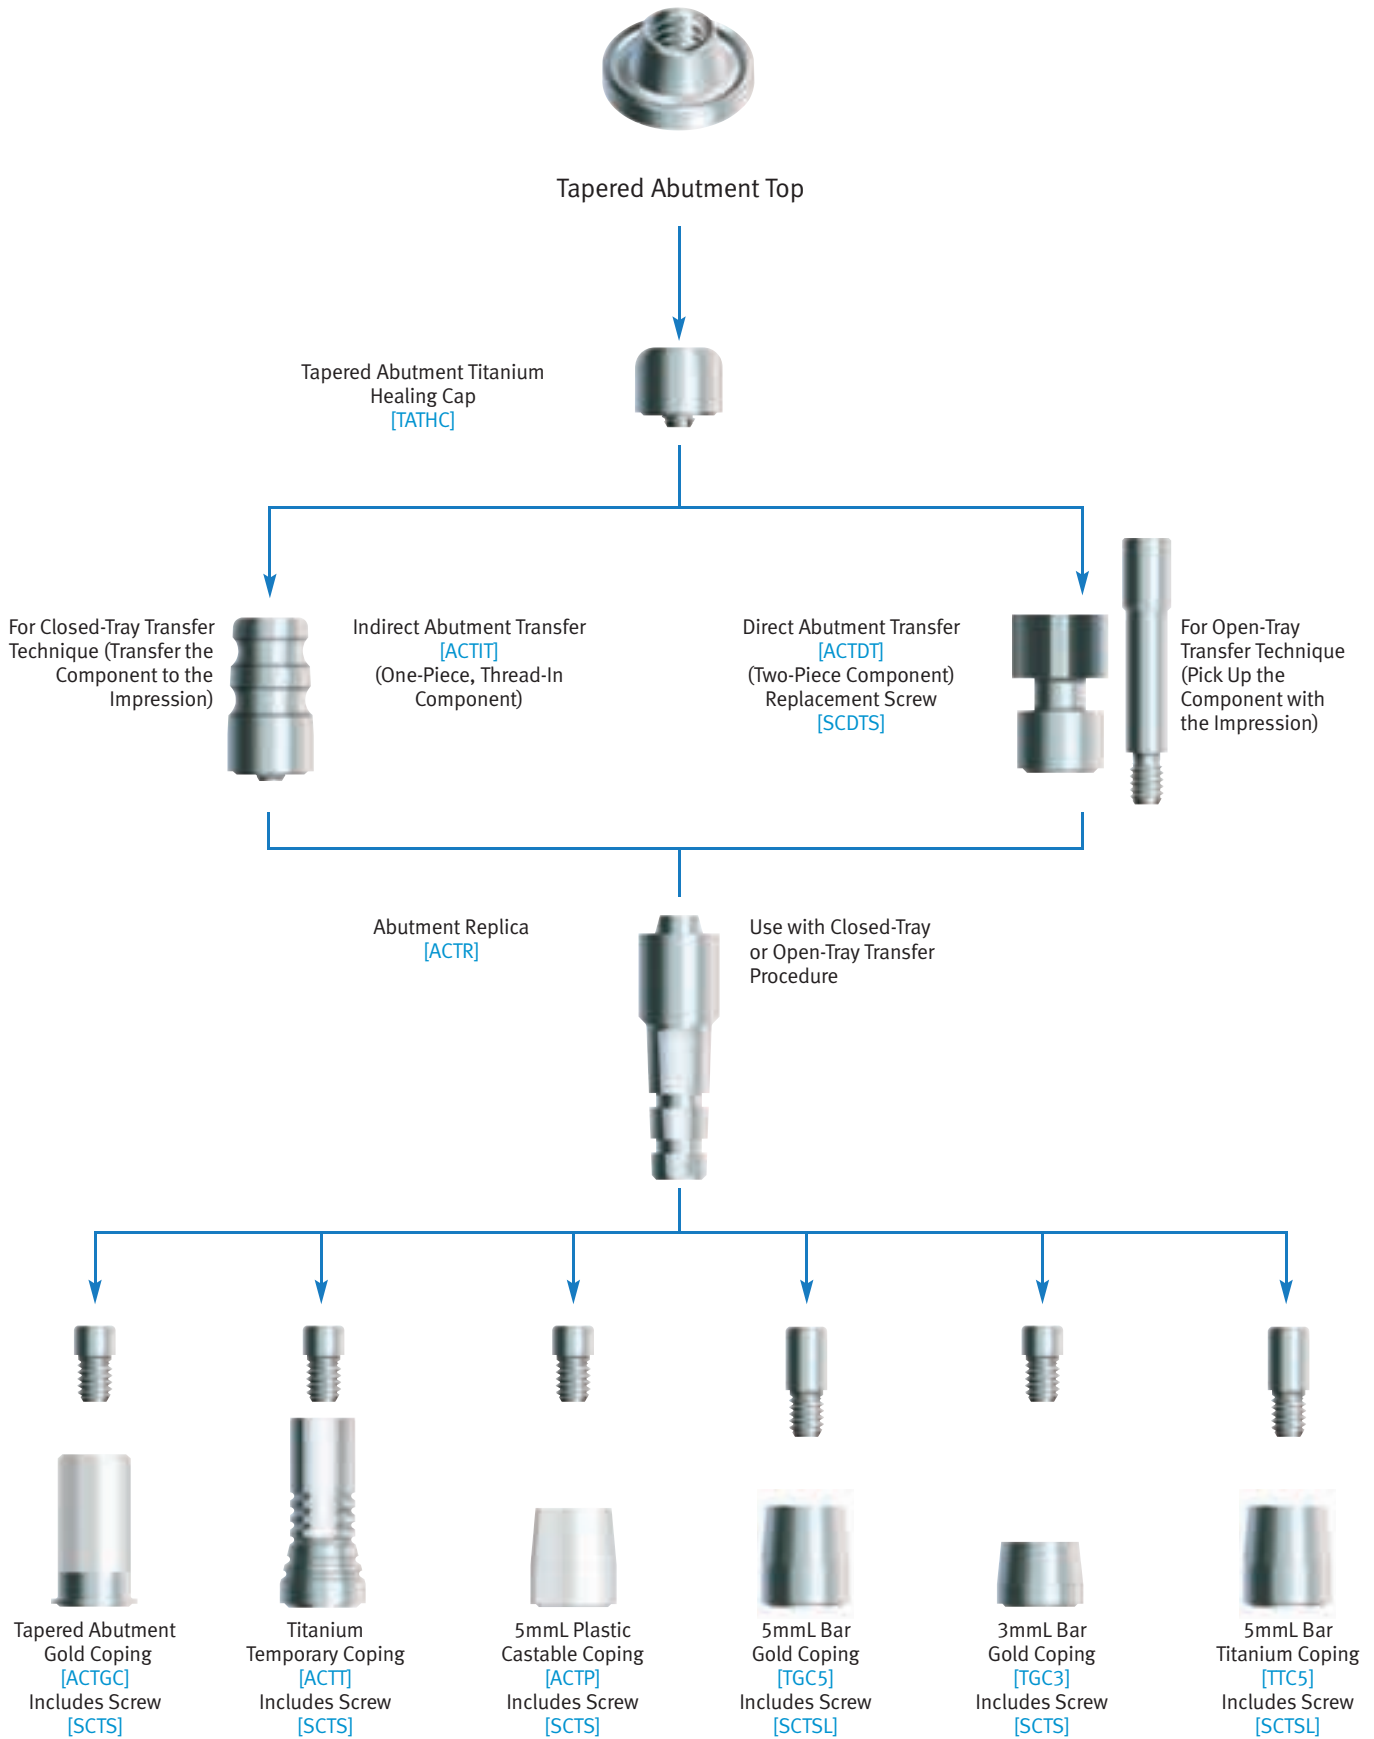 Tapered Abutment Top
Tapered Abutment Titanium
Healing Cap
[TATHC]
For Closed-Tray Transfer
Technique (Transfer the
Component to the
Impression)
Indirect Abutment Transfer
[ACTIT]
(One-Piece, Thread-In
Component)
Direct Abutment Transfer
[ACTDT]
(Two-Piece Component)
Replacement Screw
[SCDTS]
For Open-Tray
Transfer Technique
(Pick Up the
Component with
the Impression)
Abutment Replica
[ACTR]
Use with Closed-Tray
or Open-Tray Transfer
Procedure
Tapered Abutment
Gold Coping
[ACTGC]
Includes Screw
[SCTS]
Titanium
Temporary Coping
[ACTT]
Includes Screw
[SCTS]
5mmL Plastic
Castable Coping
[ACTP]
Includes Screw
[SCTS]
5mmL Bar
Gold Coping
[TGC5]
Includes Screw
[SCTSL]
3mmL Bar
Gold Coping
[TGC3]
Includes Screw
[SCTS]
5mmL Bar
Titanium Coping
[TTC5]
Includes Screw
[SCTSL]